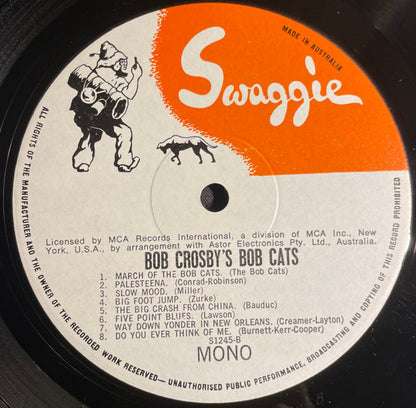 MADE IN AUSTRALIA
Swaggie
Licensed by MCA Records International, a division of MCA Inc., New
York, U.S.A., by arrangement with Astor Electronics Pty. Ltd., Australia.
BOB CROSBY'S BOB CATS
1. MARCH OF THE BOB CATS. (The Bob Cats)
2. PALESTEENA. (Conrad-Robinson)
3. SLOW MOOD. (Miller)
4. BIG FOOT JUMP. (Zurke)
5. THE BIG CRASH FROM CHINA. (Bauduc)
6. FIVE POINT BLUES. (Lawson)
7. WAY DOWN YONDER IN NEW ORLEANS. (Creamer-Layton)
8. DO YOU EVER THINK OF ME. (Burnett-Kerr-Cooper)
S1245-B
MONO
ALL RIGHTS OF THE MANUFACTURER AND THE OWNER OF THE RECORDED WORK RESERVED—UNAUTHORISED PUBLIC PERFORMANCE, BROADCASTING AND COPYING OF THIS RECORD PROHIBITED